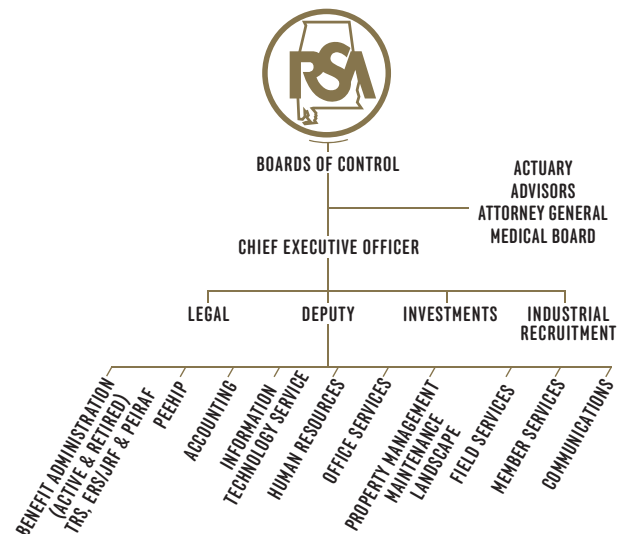 RSA
BOARDS OF CONTROL
ACTUARY
ADVISORS
ATTORNEY GENERAL
MEDICAL BOARD
CHIEF EXECUTIVE OFFICER
LEGAL
DEPUTY
INVESTMENTS
INDUSTRIAL
RECRUITMENT
BENEFIT ADMINISTRATION
(ACTIVE & RETIRED)
TRS, ERS/JRF & PEIRAF
PEEHIP
ACCOUNTING
INFORMATION
TECHNOLOGY SERVICE
HUMAN RESOURCES
OFFICE SERVICES
PROPERTY MANAGEMENT
MAINTENANCE
LANDSCAPE
FIELD SERVICES
MEMBER SERVICES
COMMUNICATIONS